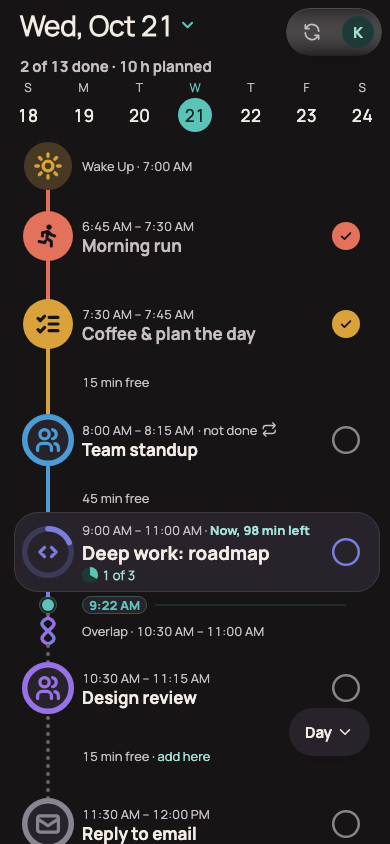 Wed, Oct 21
K
2 of 13 done · 10 h planned
S M T W T F S
18 19 20 21 22 23 24
Wake Up · 7:00 AM
6:45 AM – 7:30 AM
Morning run
7:30 AM – 7:45 AM
Coffee & plan the day
15 min free
8:00 AM – 8:15 AM · not done
Team standup
45 min free
9:00 AM – 11:00 AM · Now, 98 min left
Deep work: roadmap
1 of 3
9:22 AM
Overlap · 10:30 AM – 11:00 AM
10:30 AM – 11:15 AM
Design review
Day
15 min free · add here
11:30 AM – 12:00 PM
Reply to email